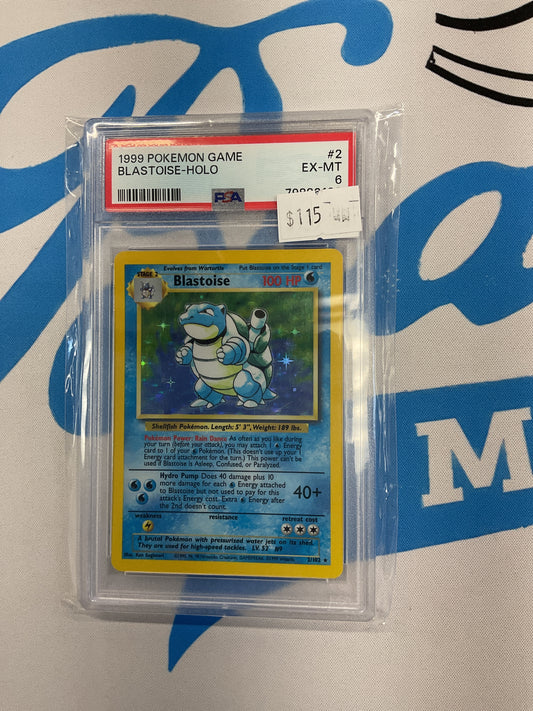 1999 POKEMON GAME #2
BLASTOISE-HOLO EX-MT
6
PSA
$115
STAGE 2
Evolves from Wartortle Put Blastoise on the Stage 1 card
Blastoise 100 HP
Shellfish Pokémon. Length: 5' 3", Weight: 189 lbs.
Pokémon Power: Rain Dance As often as you like during
your turn (before your attack), you may attach 1 Energy
card to 1 of your Pokémon. (This doesn't use up your
1 Energy card attachment for the turn.) This power can't be
used if Blastoise is Asleep, Confused, or Paralyzed.
Hydro Pump Does 40 damage plus 10
more damage for each Energy attached
to Blastoise but not used to pay for this
attack's Energy cost. Extra Energy after
the 2nd doesn't count.
40+
weakness resistance retreat cost
A brutal Pokémon with pressurized water jets on its shell.
They are used for high-speed tackles. LV. 52 #9
Illus. Ken Sugimori
2/102 ★
M